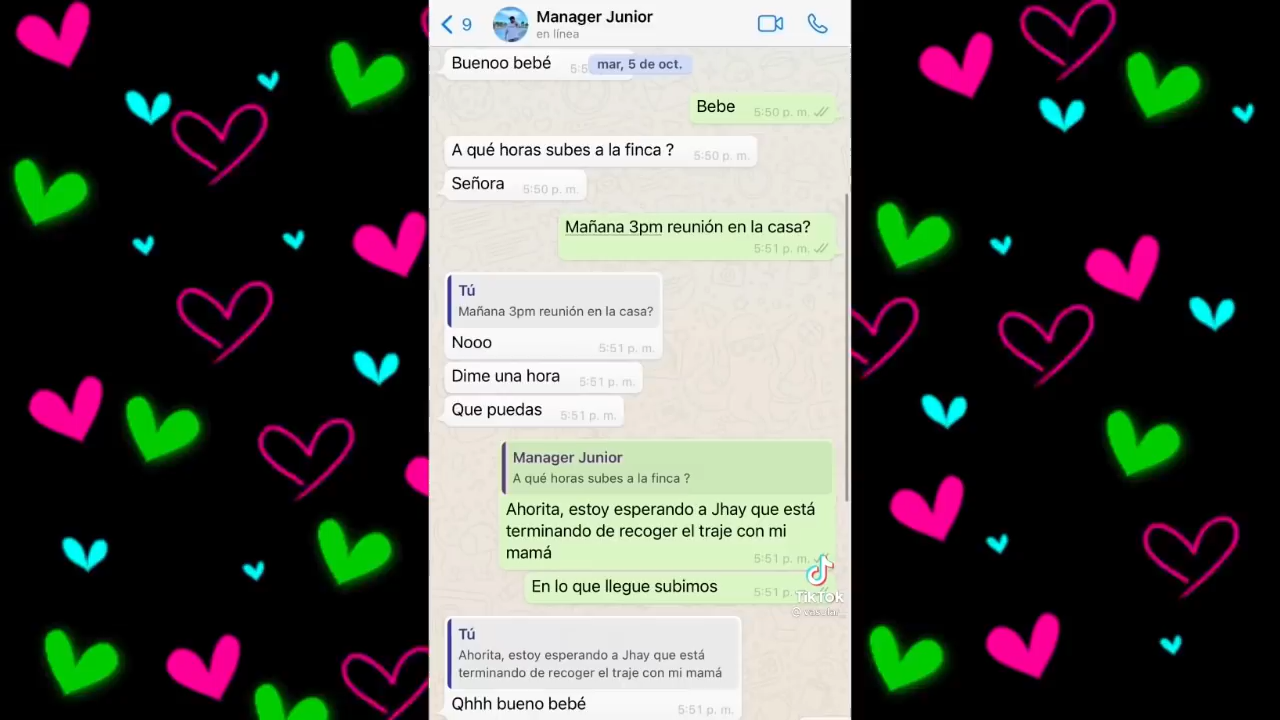 9
Manager Junior
en línea
Buenoo bebé
mar, 5 de oct.
Bebe
5:50 p. m.
A qué horas subes a la finca ?
5:50 p. m.
Señora
5:50 p. m.
Mañana 3pm reunión en la casa?
5:51 p. m.
Tú
Mañana 3pm reunión en la casa?
Nooo
5:51 p. m.
Dime una hora
5:51 p. m.
Que puedas
5:51 p. m.
Manager Junior
A qué horas subes a la finca ?
Ahorita, estoy esperando a Jhay que está
terminando de recoger el traje con mi
mamá
5:51 p. m.
En lo que llegue subimos
5:51 p.
TikTok
Tú
Ahorita, estoy esperando a Jhay que está
terminando de recoger el traje con mi mamá
Qhhh bueno bebé
5:51 p. m.